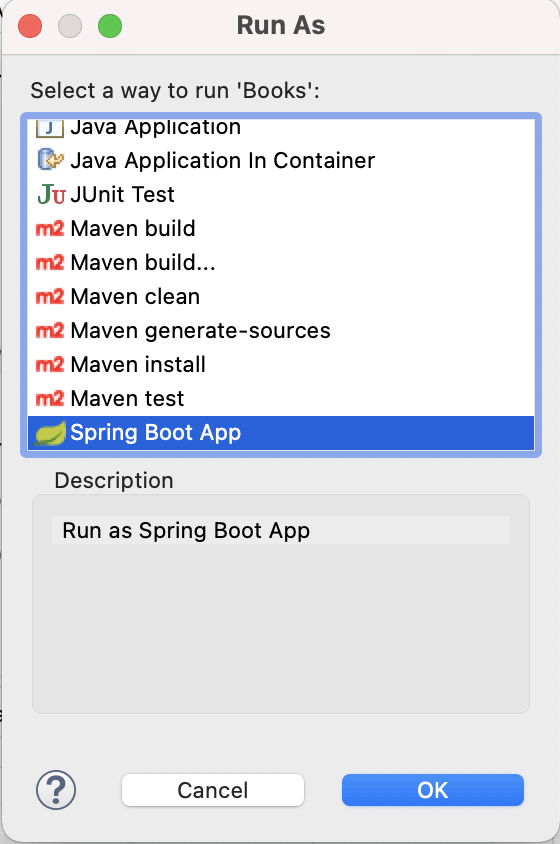 Run As
Select a way to run 'Books':
J Java Application
Java Application In Container
JU JUnit Test
m2 Maven build
m2 Maven build...
m2 Maven clean
m2 Maven generate-sources
m2 Maven install
m2 Maven test
Spring Boot App
Description
Run as Spring Boot App
?
Cancel
OK